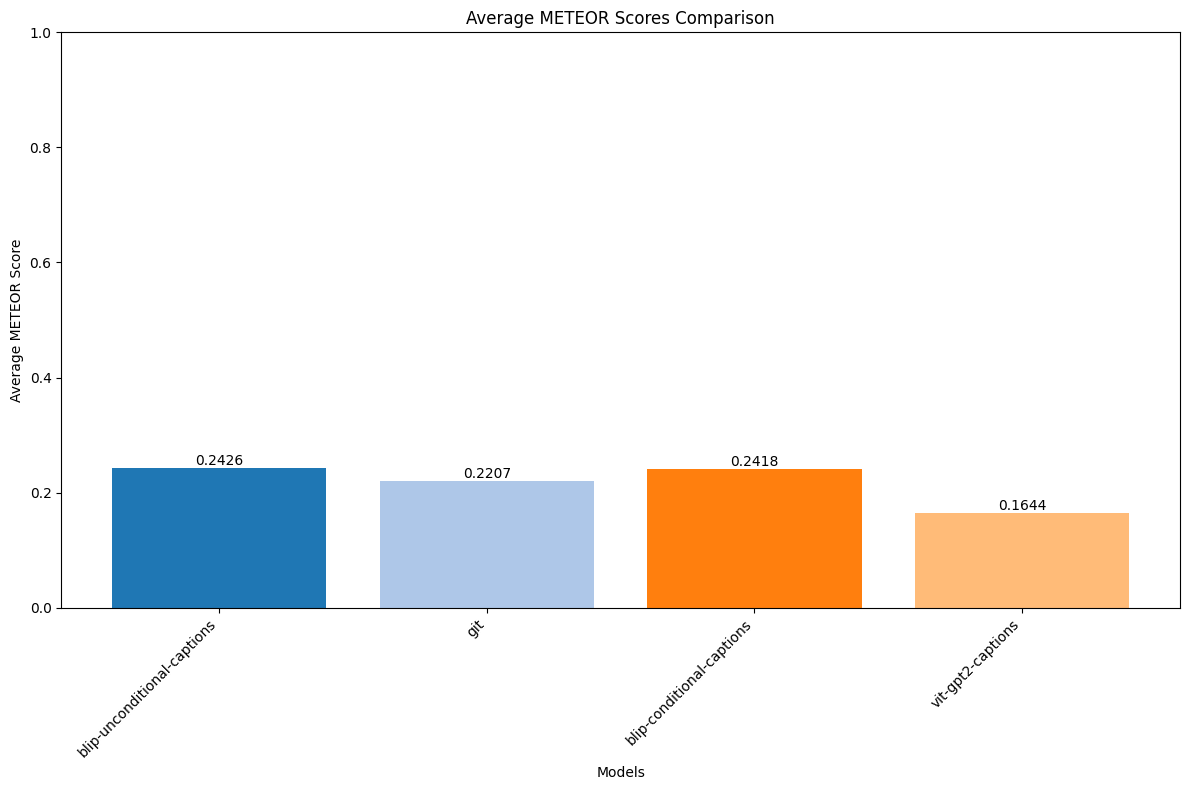 Average METEOR Scores Comparison
Average METEOR Score
1.0
0.8
0.6
0.4
0.2
0.0
0.2426
0.2207
0.2418
0.1644
blip-unconditional-captions
git
blip-conditional-captions
vit-gpt2-captions
Models